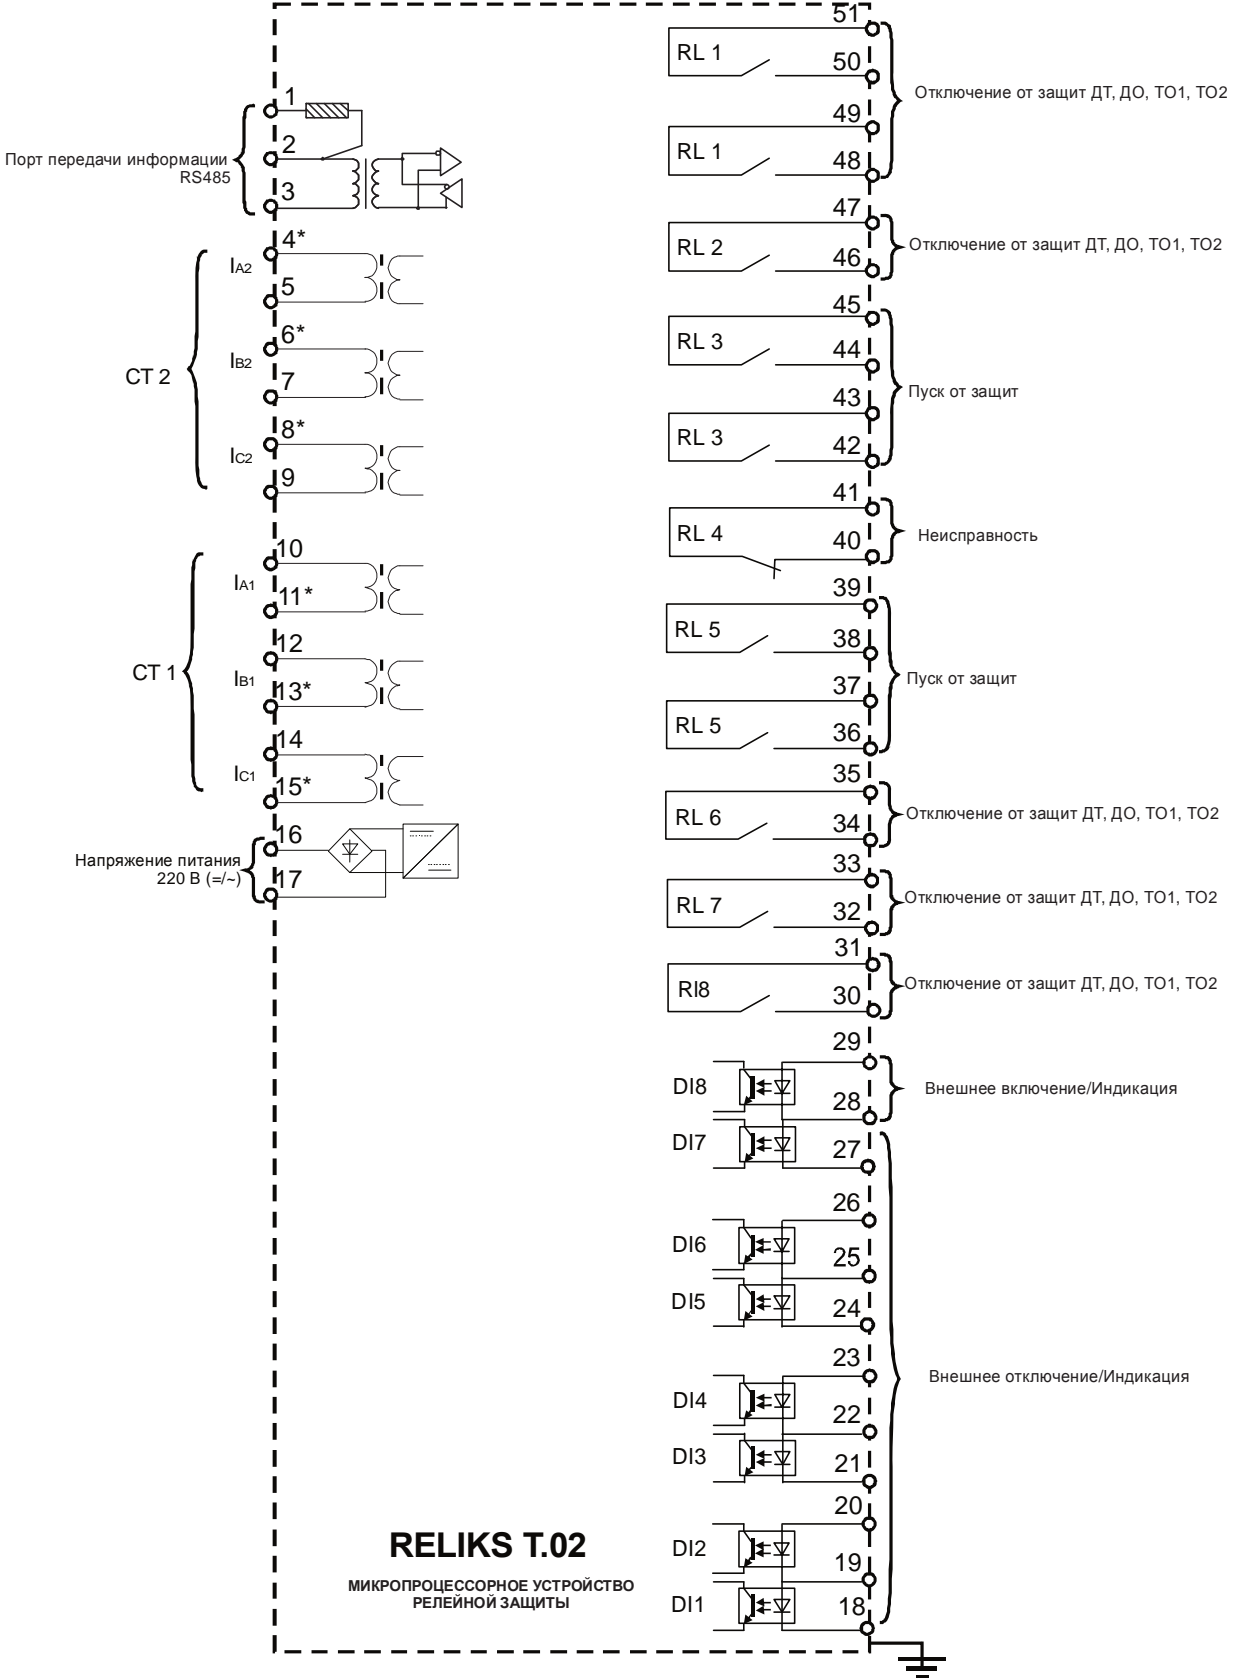 1
2
3
Порт передачи информации
RS485
4*
IA2
5
6*
IB2
7
CT 2
8*
IC2
9
10
IA1
11*
12
CT 1
IB1
13*
14
IC1
15*
16
Напряжение питания
220 В (=/~)
17
51
RL 1
50
Отключение от защит ДТ, ДО, ТО1, ТО2
49
RL 1
48
47
RL 2
46
Отключение от защит ДТ, ДО, ТО1, ТО2
45
RL 3
44
Пуск от защит
43
RL 3
42
41
RL 4
40
Неисправность
39
RL 5
38
Пуск от защит
37
RL 5
36
35
RL 6
34
Отключение от защит ДТ, ДО, ТО1, ТО2
33
RL 7
32
Отключение от защит ДТ, ДО, ТО1, ТО2
31
Rl8
30
Отключение от защит ДТ, ДО, ТО1, ТО2
29
DI8
28
Внешнее включение/Индикация
DI7
27
26
DI6
25
DI5
24
23
Внешнее отключение/Индикация
DI4
22
DI3
21
20
DI2
19
DI1
18
RELIKS T.02
МИКРОПРОЦЕССОРНОЕ УСТРОЙСТВО
РЕЛЕЙНОЙ ЗАЩИТЫ